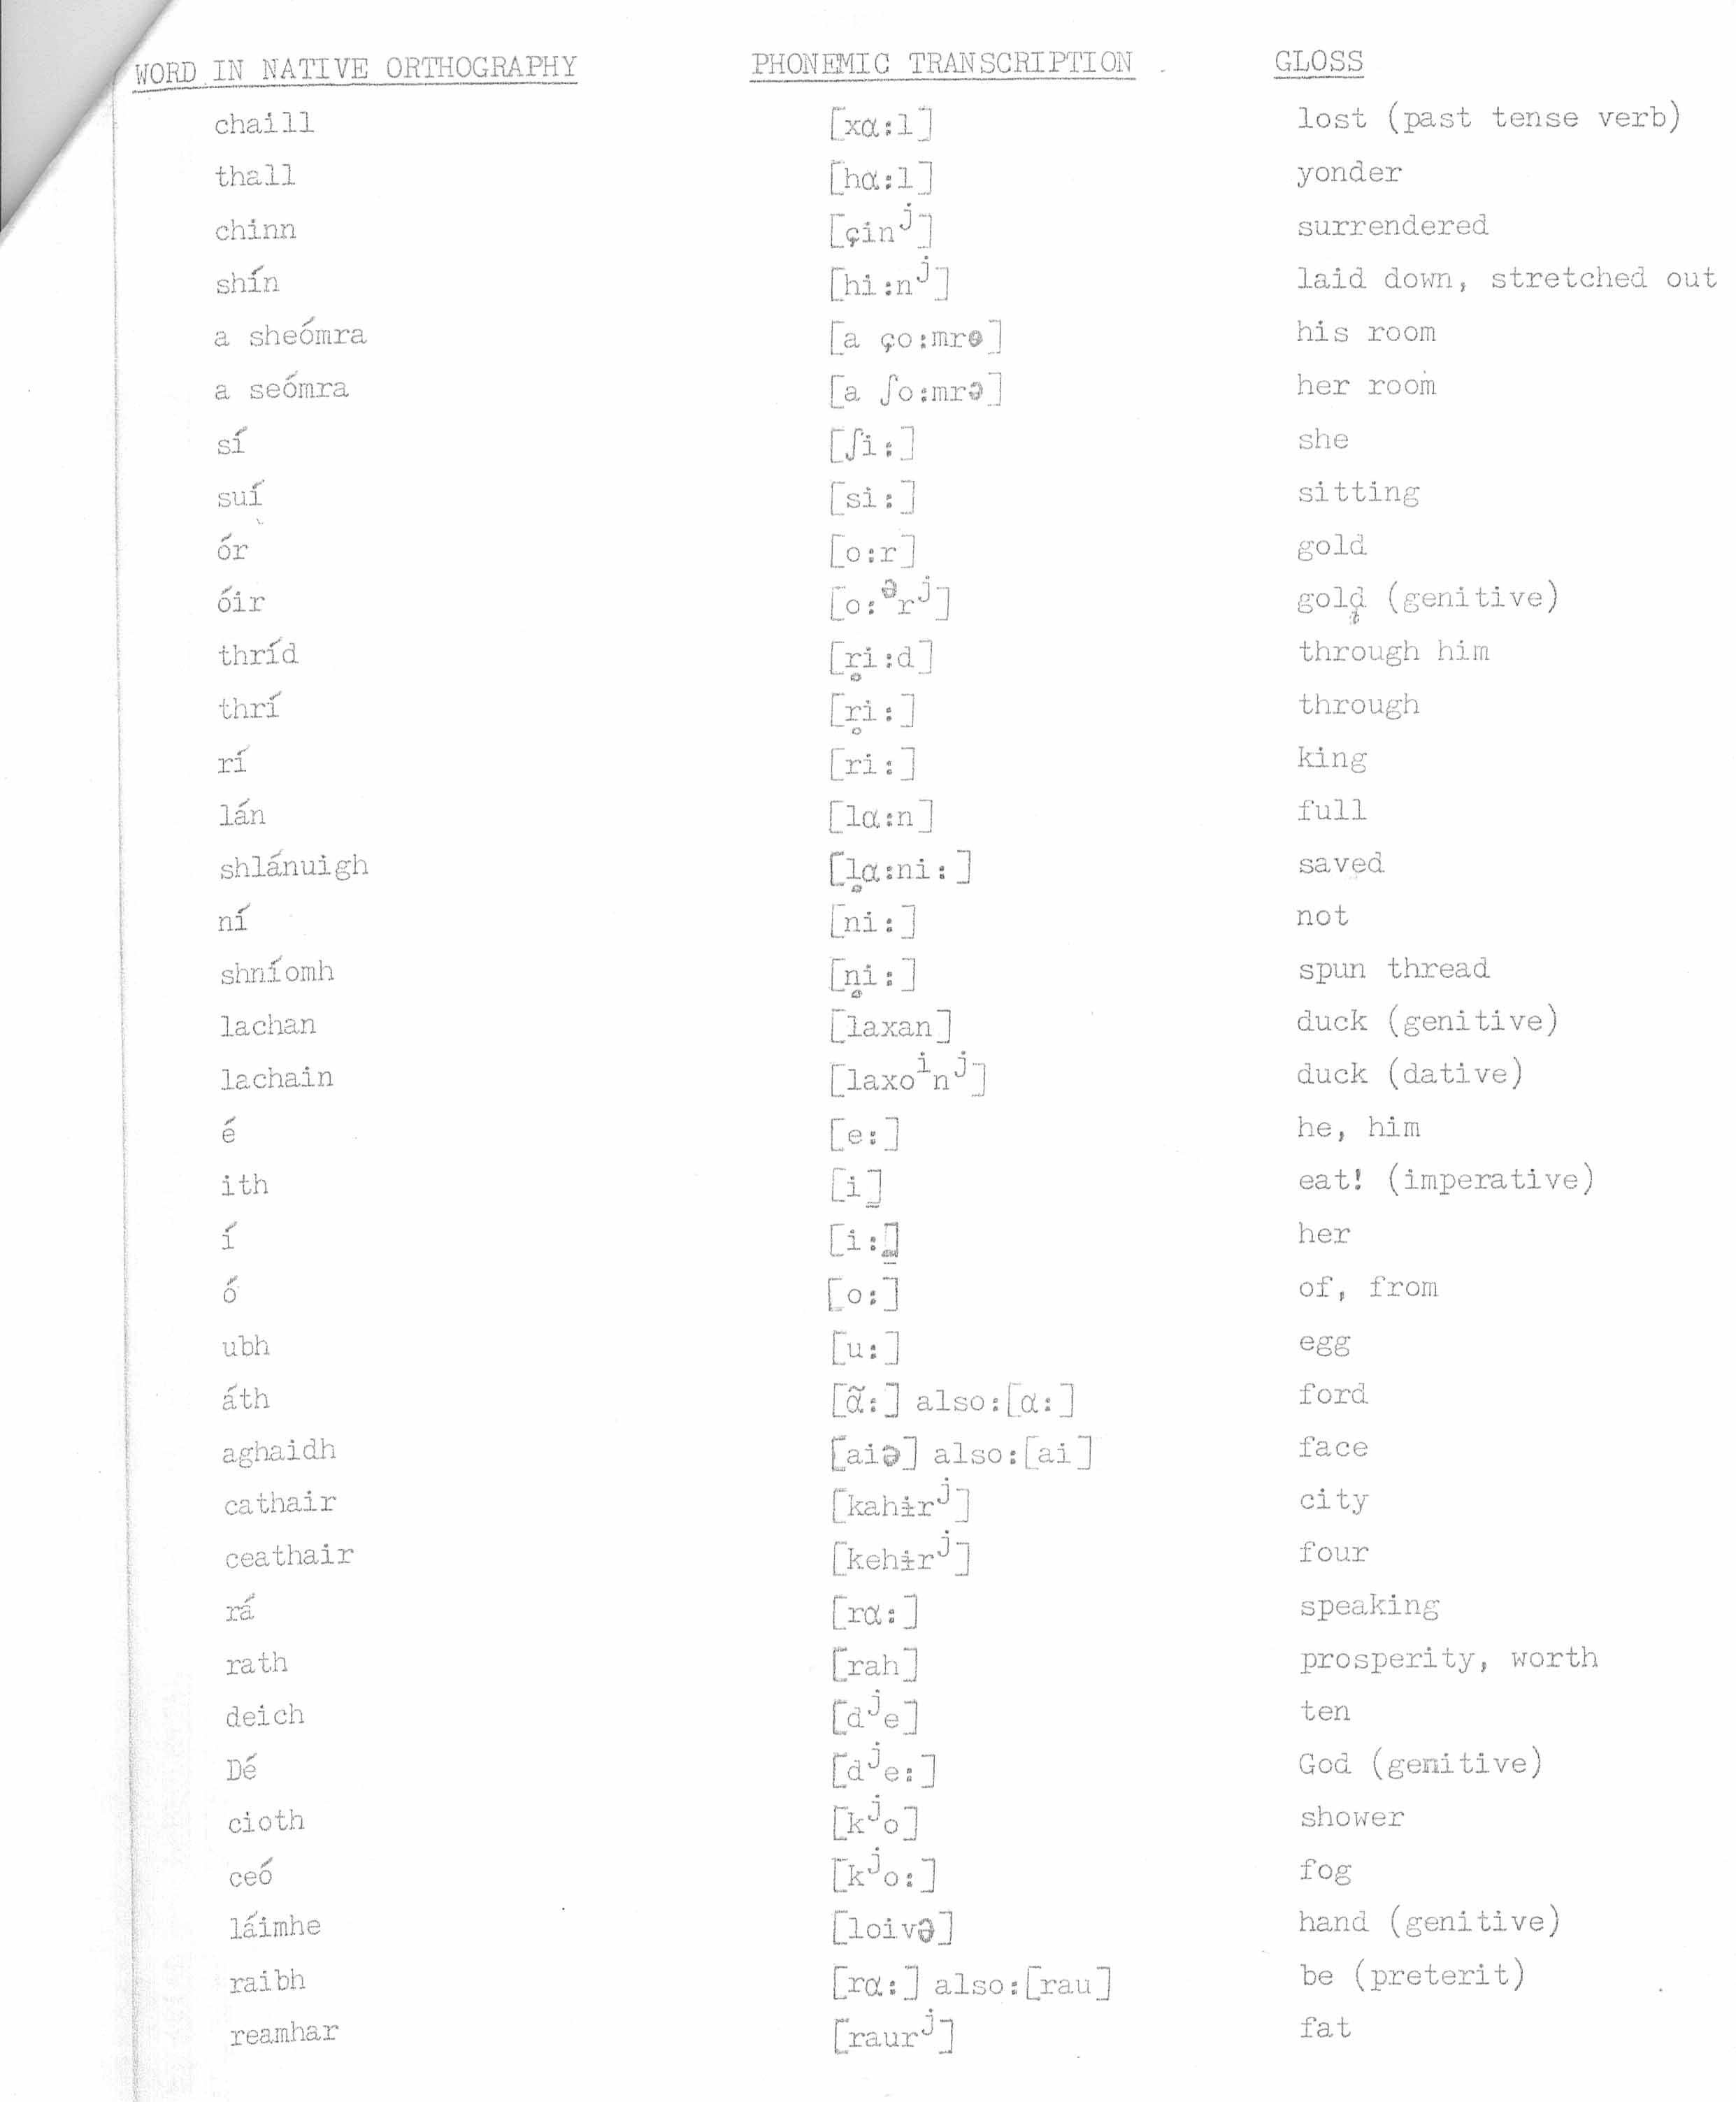 WORD IN NATIVE ORTHOGRAPHY PHONEMIC TRANSCRIPTION GLOSS
chaill [xɑ:l] lost (past tense verb)
thall [hɑ:l] yonder
chinn [çinʲ] surrendered
shín [hi:nʲ] laid down, stretched out
a sheómra [a ço:mrə] his room
a seómra [a ʃo:mrə] her room
sí [ʃi:] she
suí [si:] sitting
ór [o:r] gold
óir [o:ᵊrʲ] gold (genitive)
thríd [r̥i:d] through him
thrí [r̥i:] through
rí [ri:] king
lán [lɑ:n] full
shlánuigh [l̥ɑ:ni:] saved
ní [ni:] not
shníomh [n̥i:] spun thread
lachan [laxan] duck (genitive)
lachain [laxoⁱnʲ] duck (dative)
é [e:] he, him
ith [i] eat! (imperative)
í [i:] her
ó [o:] of, from
ubh [u:] egg
áth [ɑ̃:] also:[ɑ:] ford
aghaidh [aiə] also:[ai] face
cathair [kahɨrʲ] city
ceathair [kehɨrʲ] four
rá [rɑ:] speaking
rath [rah] prosperity, worth
deich [dʲe] ten
Dé [dʲe:] God (genitive)
cioth [kʲo] shower
ceó [kʲo:] fog
láimhe [loivə] hand (genitive)
raibh [rɑ:] also:[rau] be (preterit)
reamhar [raurʲ] fat